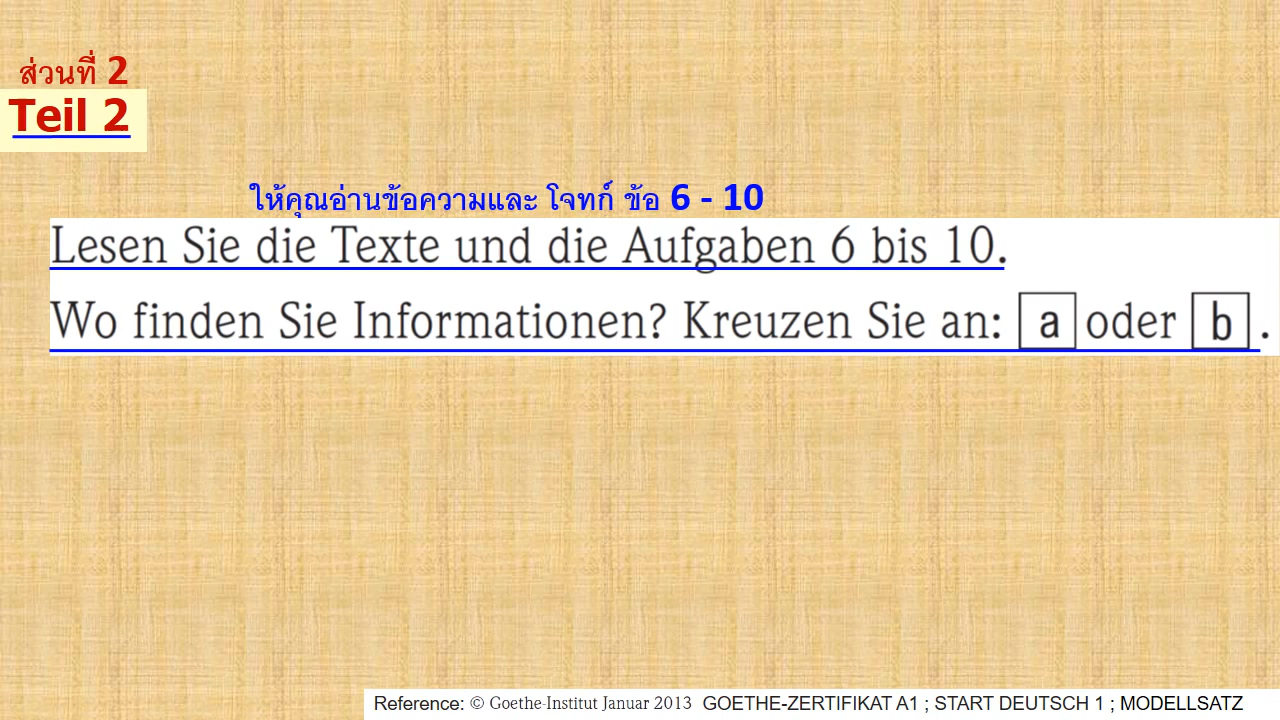 ส่วนที่ 2
Teil 2
ให้คุณอ่านข้อความและ โจทก์ ข้อ 6 - 10
Lesen Sie die Texte und die Aufgaben 6 bis 10.
Wo finden Sie Informationen? Kreuzen Sie an: a oder b .
Reference: © Goethe-Institut Januar 2013 GOETHE-ZERTIFIKAT A1 ; START DEUTSCH 1 ; MODELLSATZ